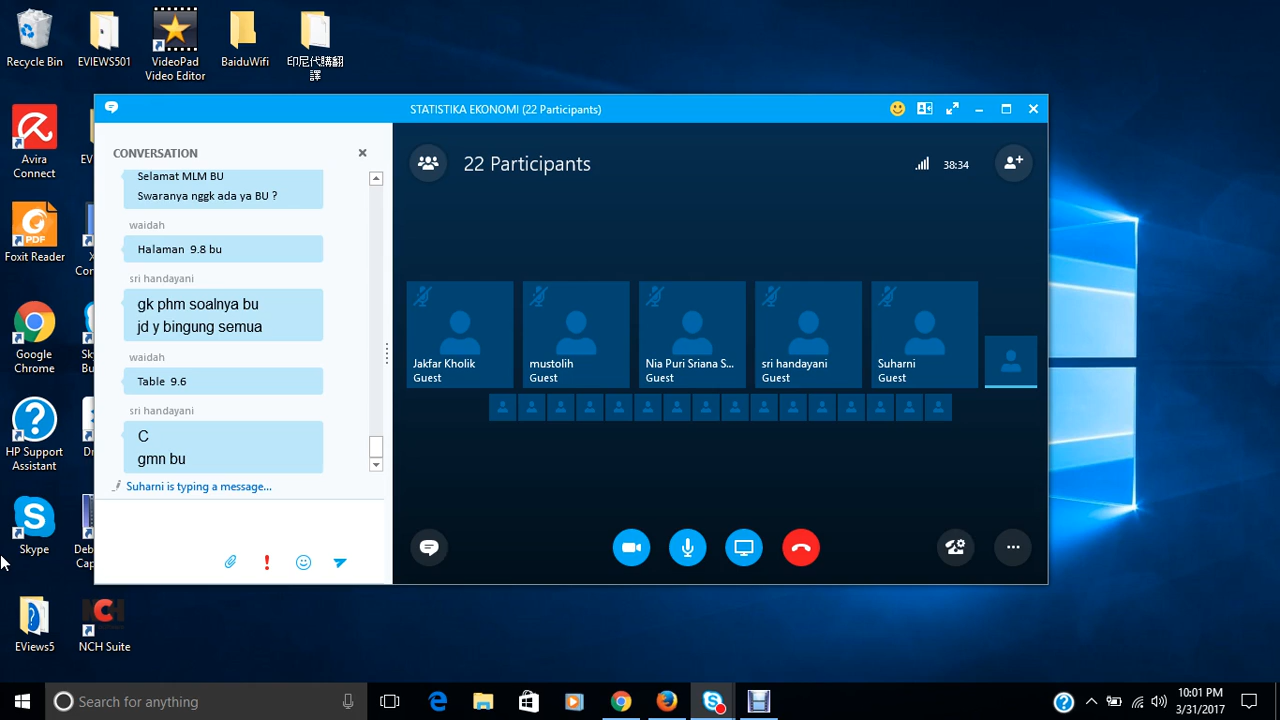 Recycle Bin
EVIEWS501
VideoPad
Video Editor
BaiduWifi
印尼代購翻
譯
Avira
Connect
Foxit Reader
Google
Chrome
HP Support
Assistant
Skype
EViews5
NCH Suite
STATISTIKA EKONOMI (22 Participants)
CONVERSATION
Selamat MLM BU
Swaranya nggk ada ya BU ?
waidah
Halaman 9.8 bu
sri handayani
gk phm soalnya bu
jd y bingung semua
waidah
Table 9.6
sri handayani
C
gmn bu
Suharni is typing a message...
22 Participants
38:34
Jakfar Kholik
Guest
mustolih
Guest
Nia Puri Sriana S...
Guest
sri handayani
Guest
Suharni
Guest
Search for anything
10:01 PM
3/31/2017